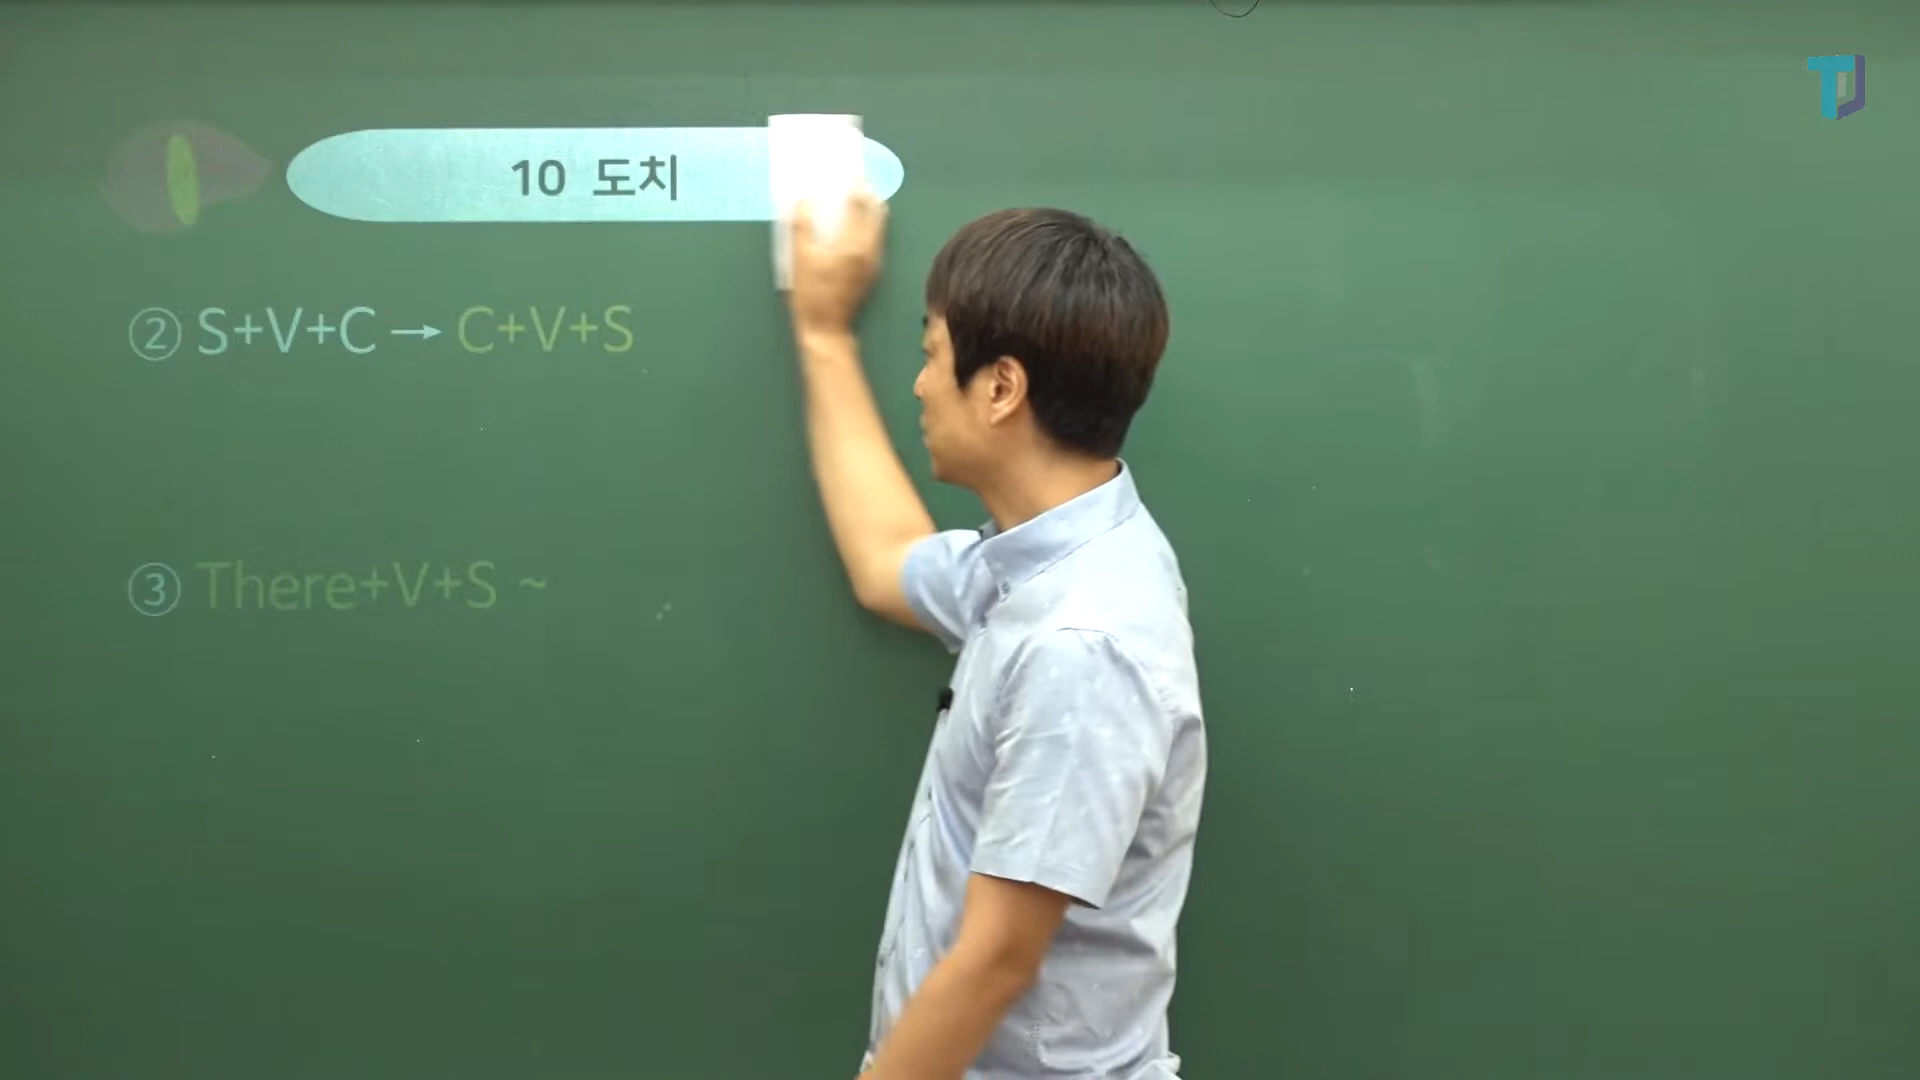 10 도치
② S+V+C → C+V+S
③ There+V+S ~